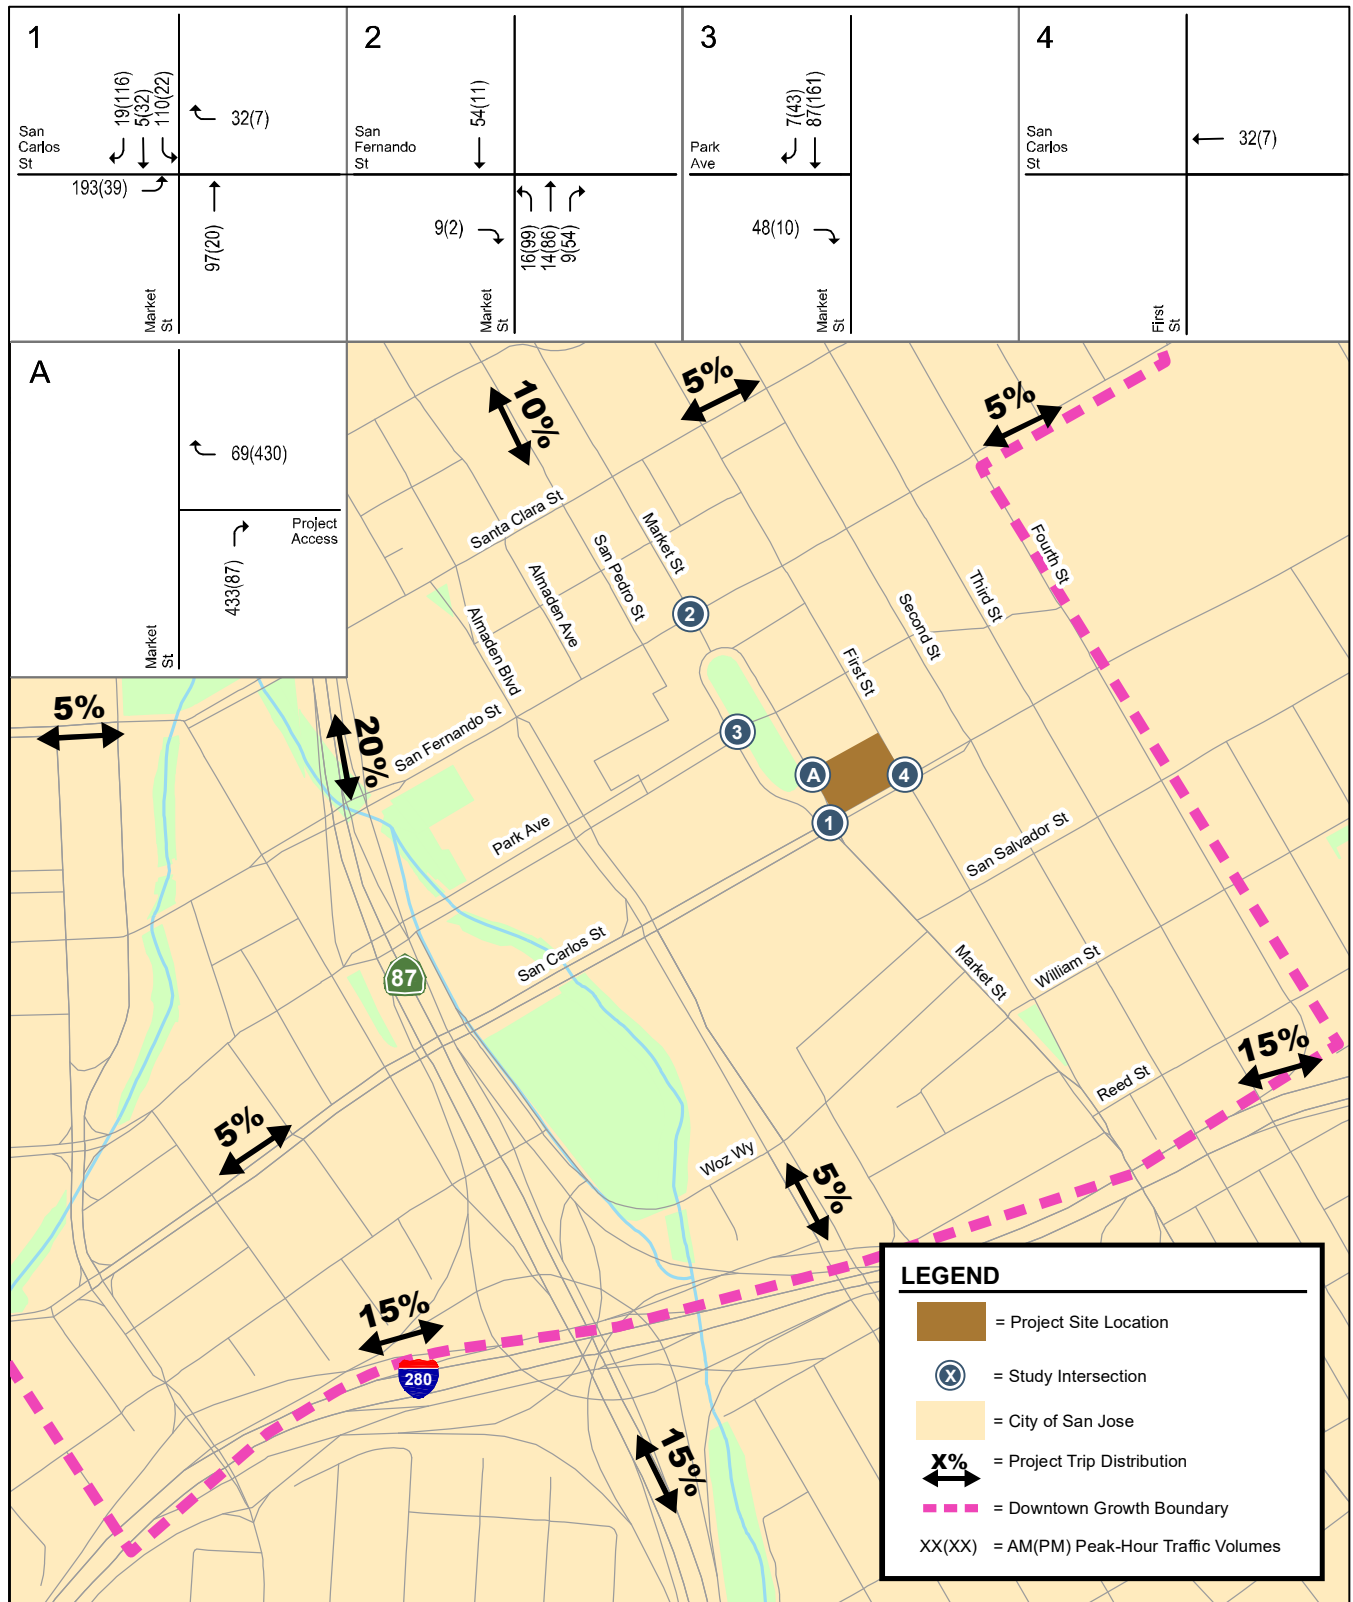 1
19(116)
5(32)
110(22)
32(7)
San
Carlos
St
193(39)
97(20)
Market
St
2
54(11)
San
Fernando
St
9(2)
16(99)
14(86)
9(54)
Market
St
3
7(43)
87(161)
Park
Ave
48(10)
Market
St
4
San
Carlos
St
32(7)
First
St
A
69(430)
Project
Access
433(87)
Market
St
10%
5%
5%
Santa Clara St
Market St
San Pedro St
Almaden Ave
Almaden Blvd
Fourth St
Third St
Second St
First St
2
3
A
4
1
5%
20%
San Fernando St
Park Ave
San Salvador St
San Carlos St
87
Market St
William St
15%
Reed St
5%
Woz Wy
5%
15%
280
15%
LEGEND
= Project Site Location
X = Study Intersection
= City of San Jose
X% = Project Trip Distribution
= Downtown Growth Boundary
XX(XX) = AM(PM) Peak-Hour Traffic Volumes